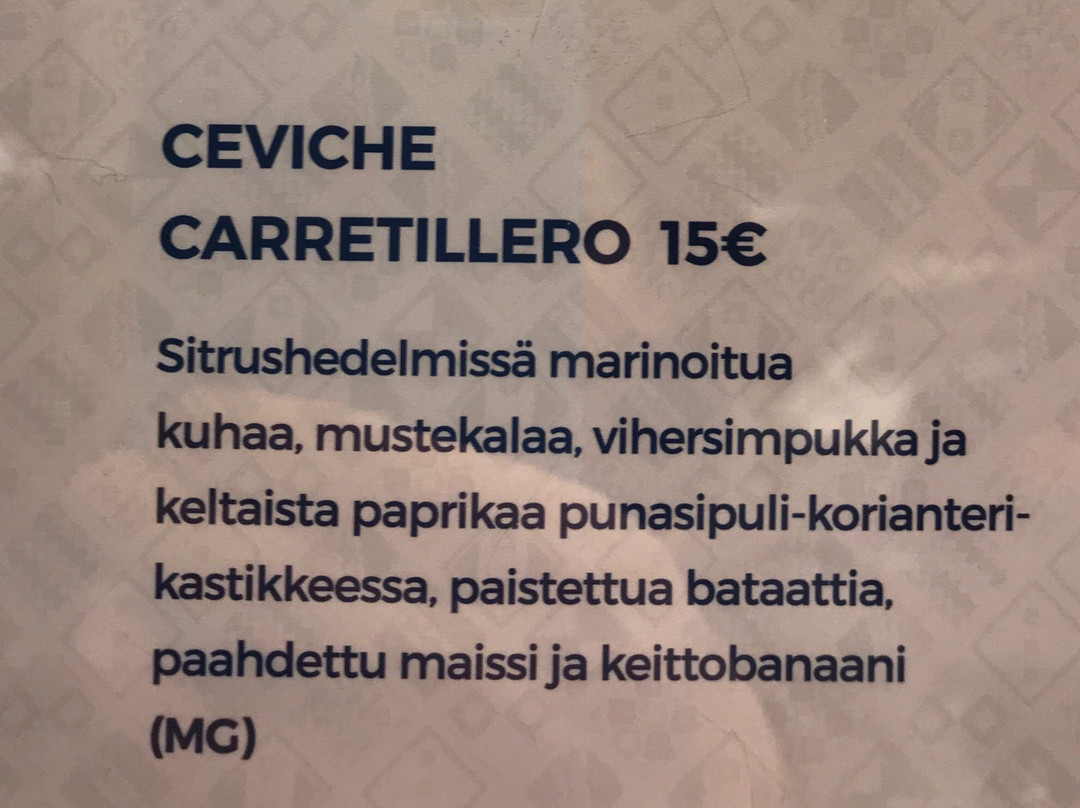 CEVICHE
CARRETILLERO 15€
Sitrushedelmissä marinoitua
kuhaa, mustekalaa, vihersimpukka ja
keltaista paprikaa punasipuli-korianteri-
kastikkeessa, paistettua bataattia,
paahdettu maissi ja keittobanaani
(MG)